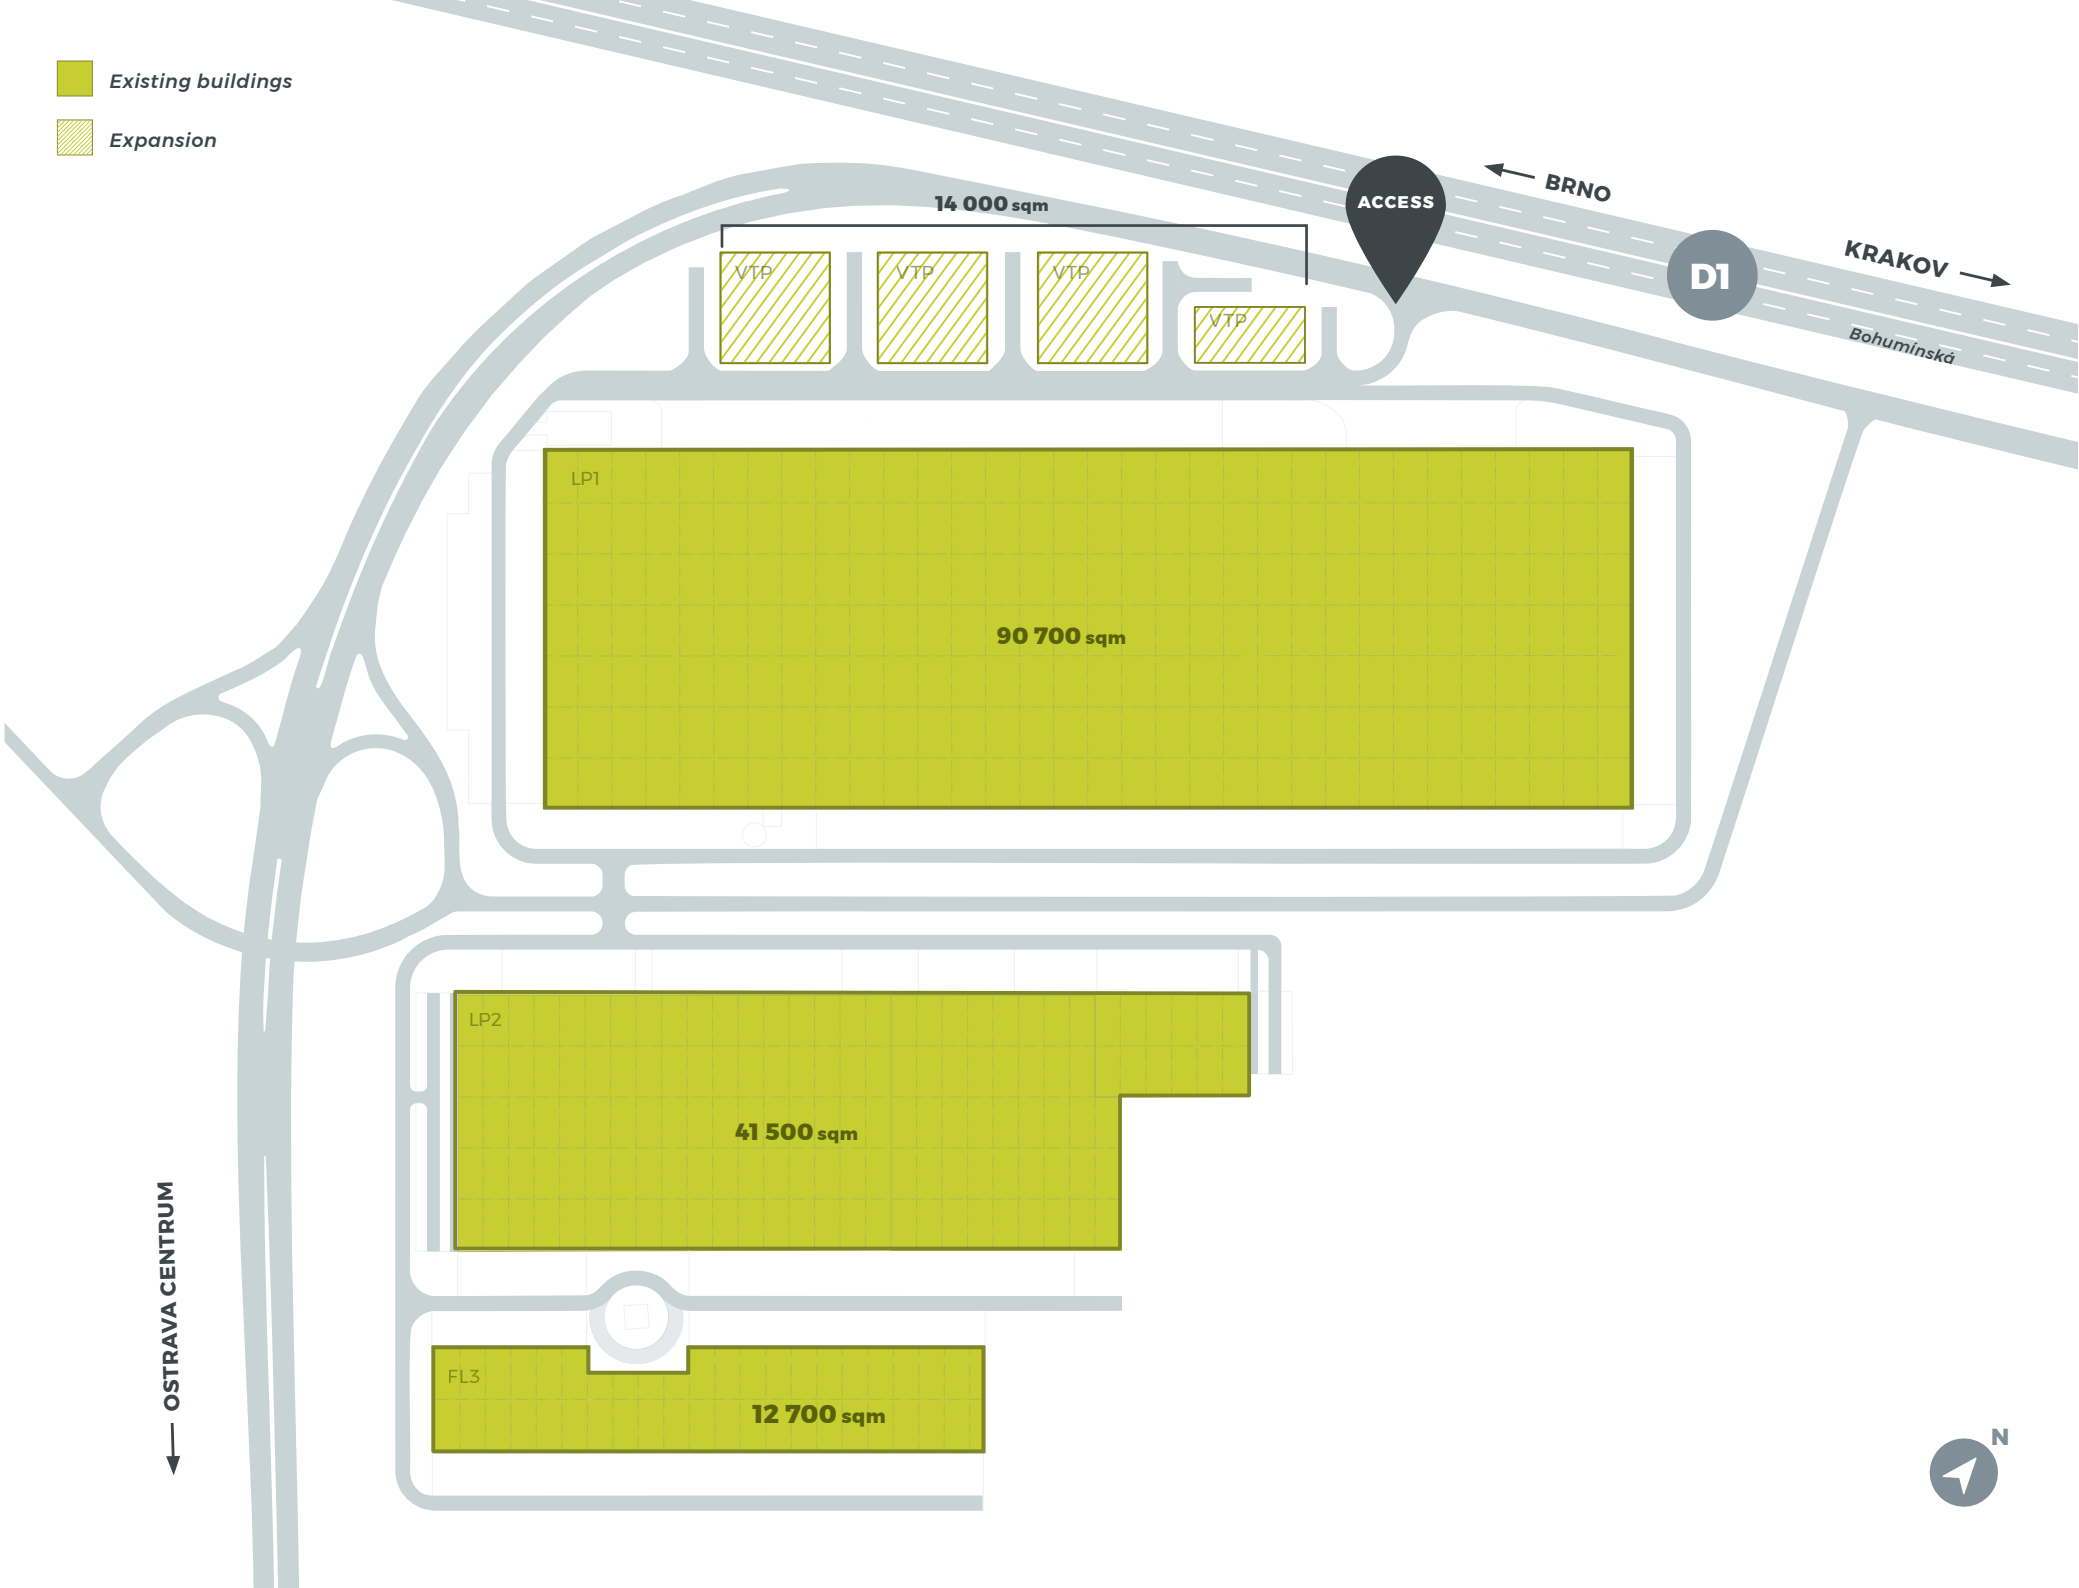 Existing buildings
Expansion
14 000 sqm
ACCESS
BRNO
KRAKOV
D1
Bohumínská
VTP
VTP
VTP
VTP
LP1
90 700 sqm
LP2
41 500 sqm
FL3
12 700 sqm
OSTRAVA CENTRUM
N